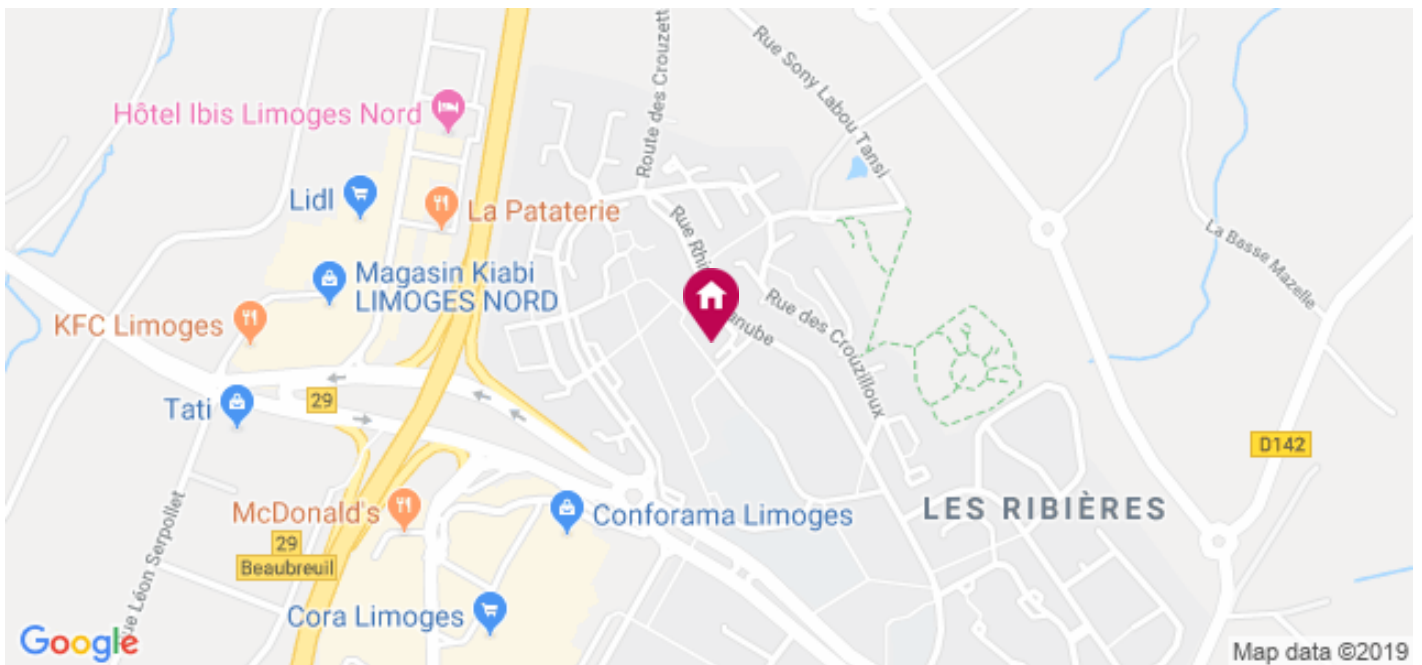 Route des Crouzett
Rue Sony Labou Tansi
Hôtel Ibis Limoges Nord
Lidl
La Pataterie
Rue Rhi
anube
La Basse Mazelle
Magasin Kiabi
LIMOGES NORD
KFC Limoges
Rue des Crouzilloux
29
Tati
D142
McDonald's
Conforama Limoges
LES RIBIÈRES
29
Beaubreuil
ue Léon Serpollet
Cora Limoges
Google
Map data ©2019